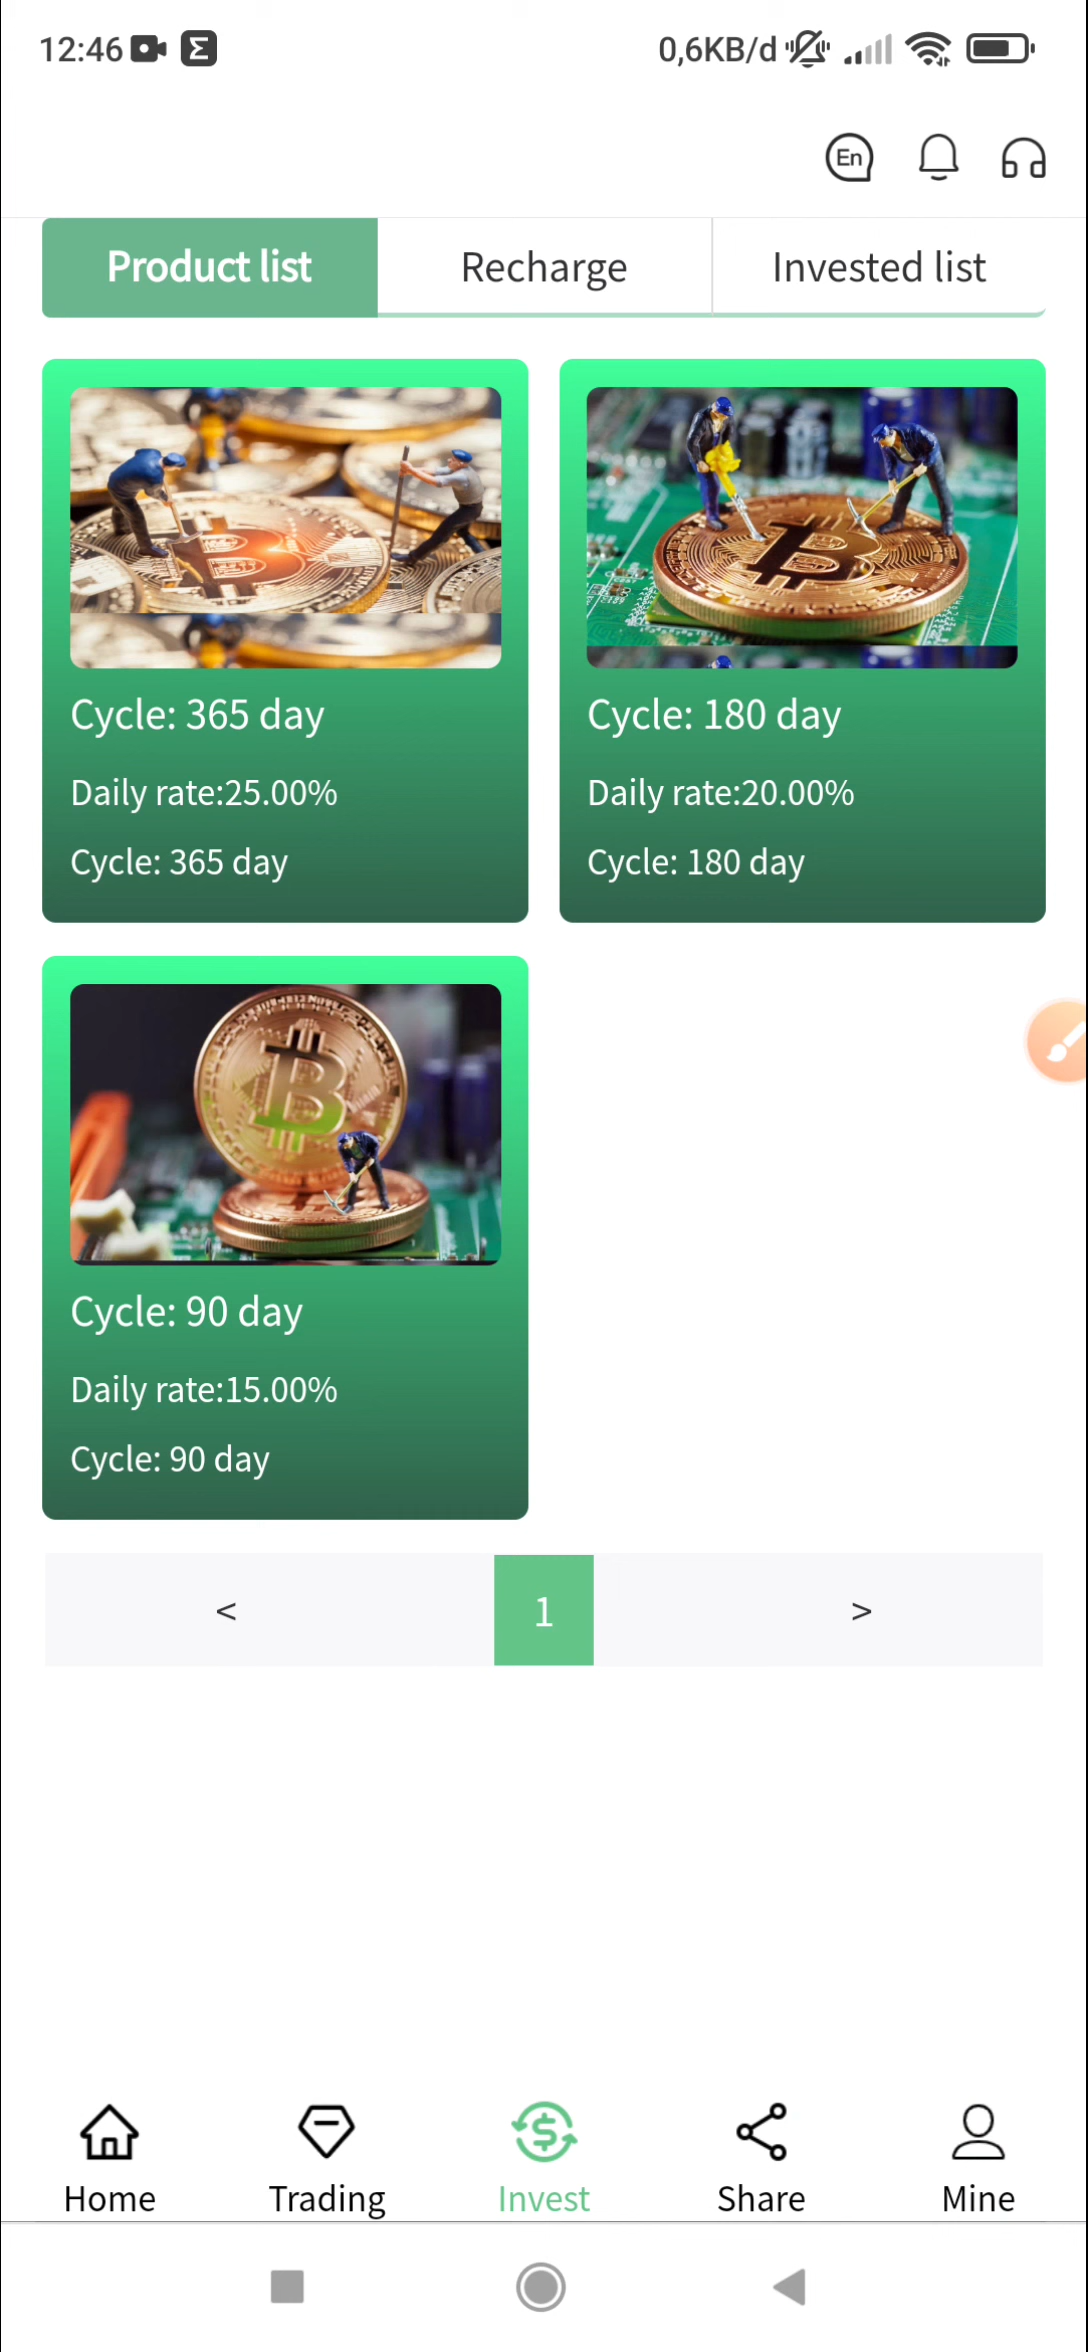 12:46
0,6KB/d
En
Product list
Recharge
Invested list
Cycle: 365 day
Daily rate:25.00%
Cycle: 365 day
Cycle: 180 day
Daily rate:20.00%
Cycle: 180 day
Cycle: 90 day
Daily rate:15.00%
Cycle: 90 day
< 1 >
Home
Trading
Invest
Share
Mine